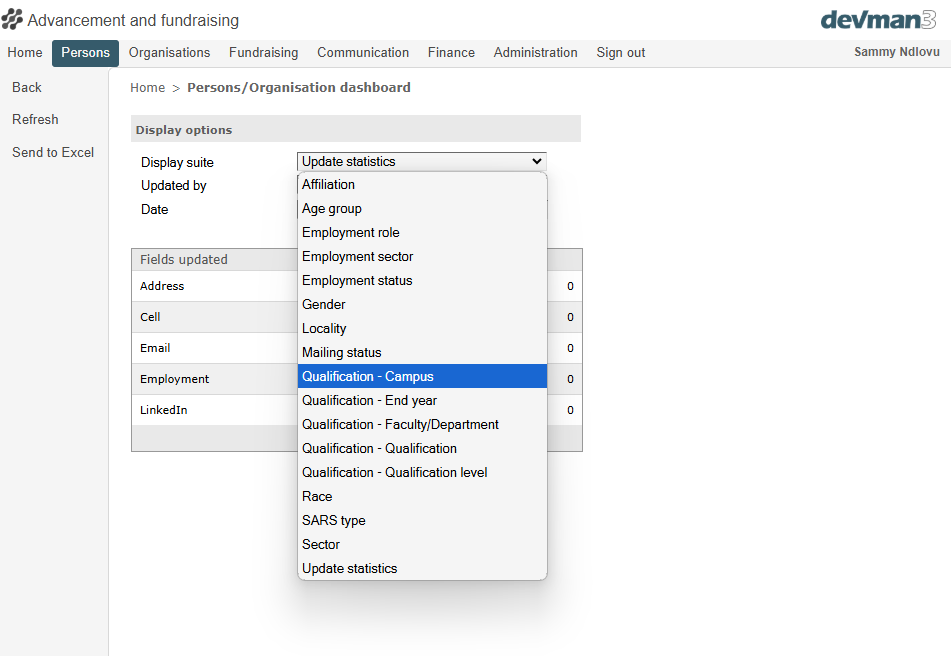 Advancement and fundraising
devman3
Home Persons Organisations Fundraising Communication Finance Administration Sign out Sammy Ndlovu
Back
Refresh
Send to Excel
Home > Persons/Organisation dashboard
Display options
Display suite Update statistics
Updated by
Date
Affiliation
Age group
Employment role
Employment sector
Employment status
Gender
Locality
Mailing status
Qualification - Campus
Qualification - End year
Qualification - Faculty/Department
Qualification - Qualification
Qualification - Qualification level
Race
SARS type
Sector
Update statistics
Fields updated
Address 0
Cell 0
Email 0
Employment 0
LinkedIn 0